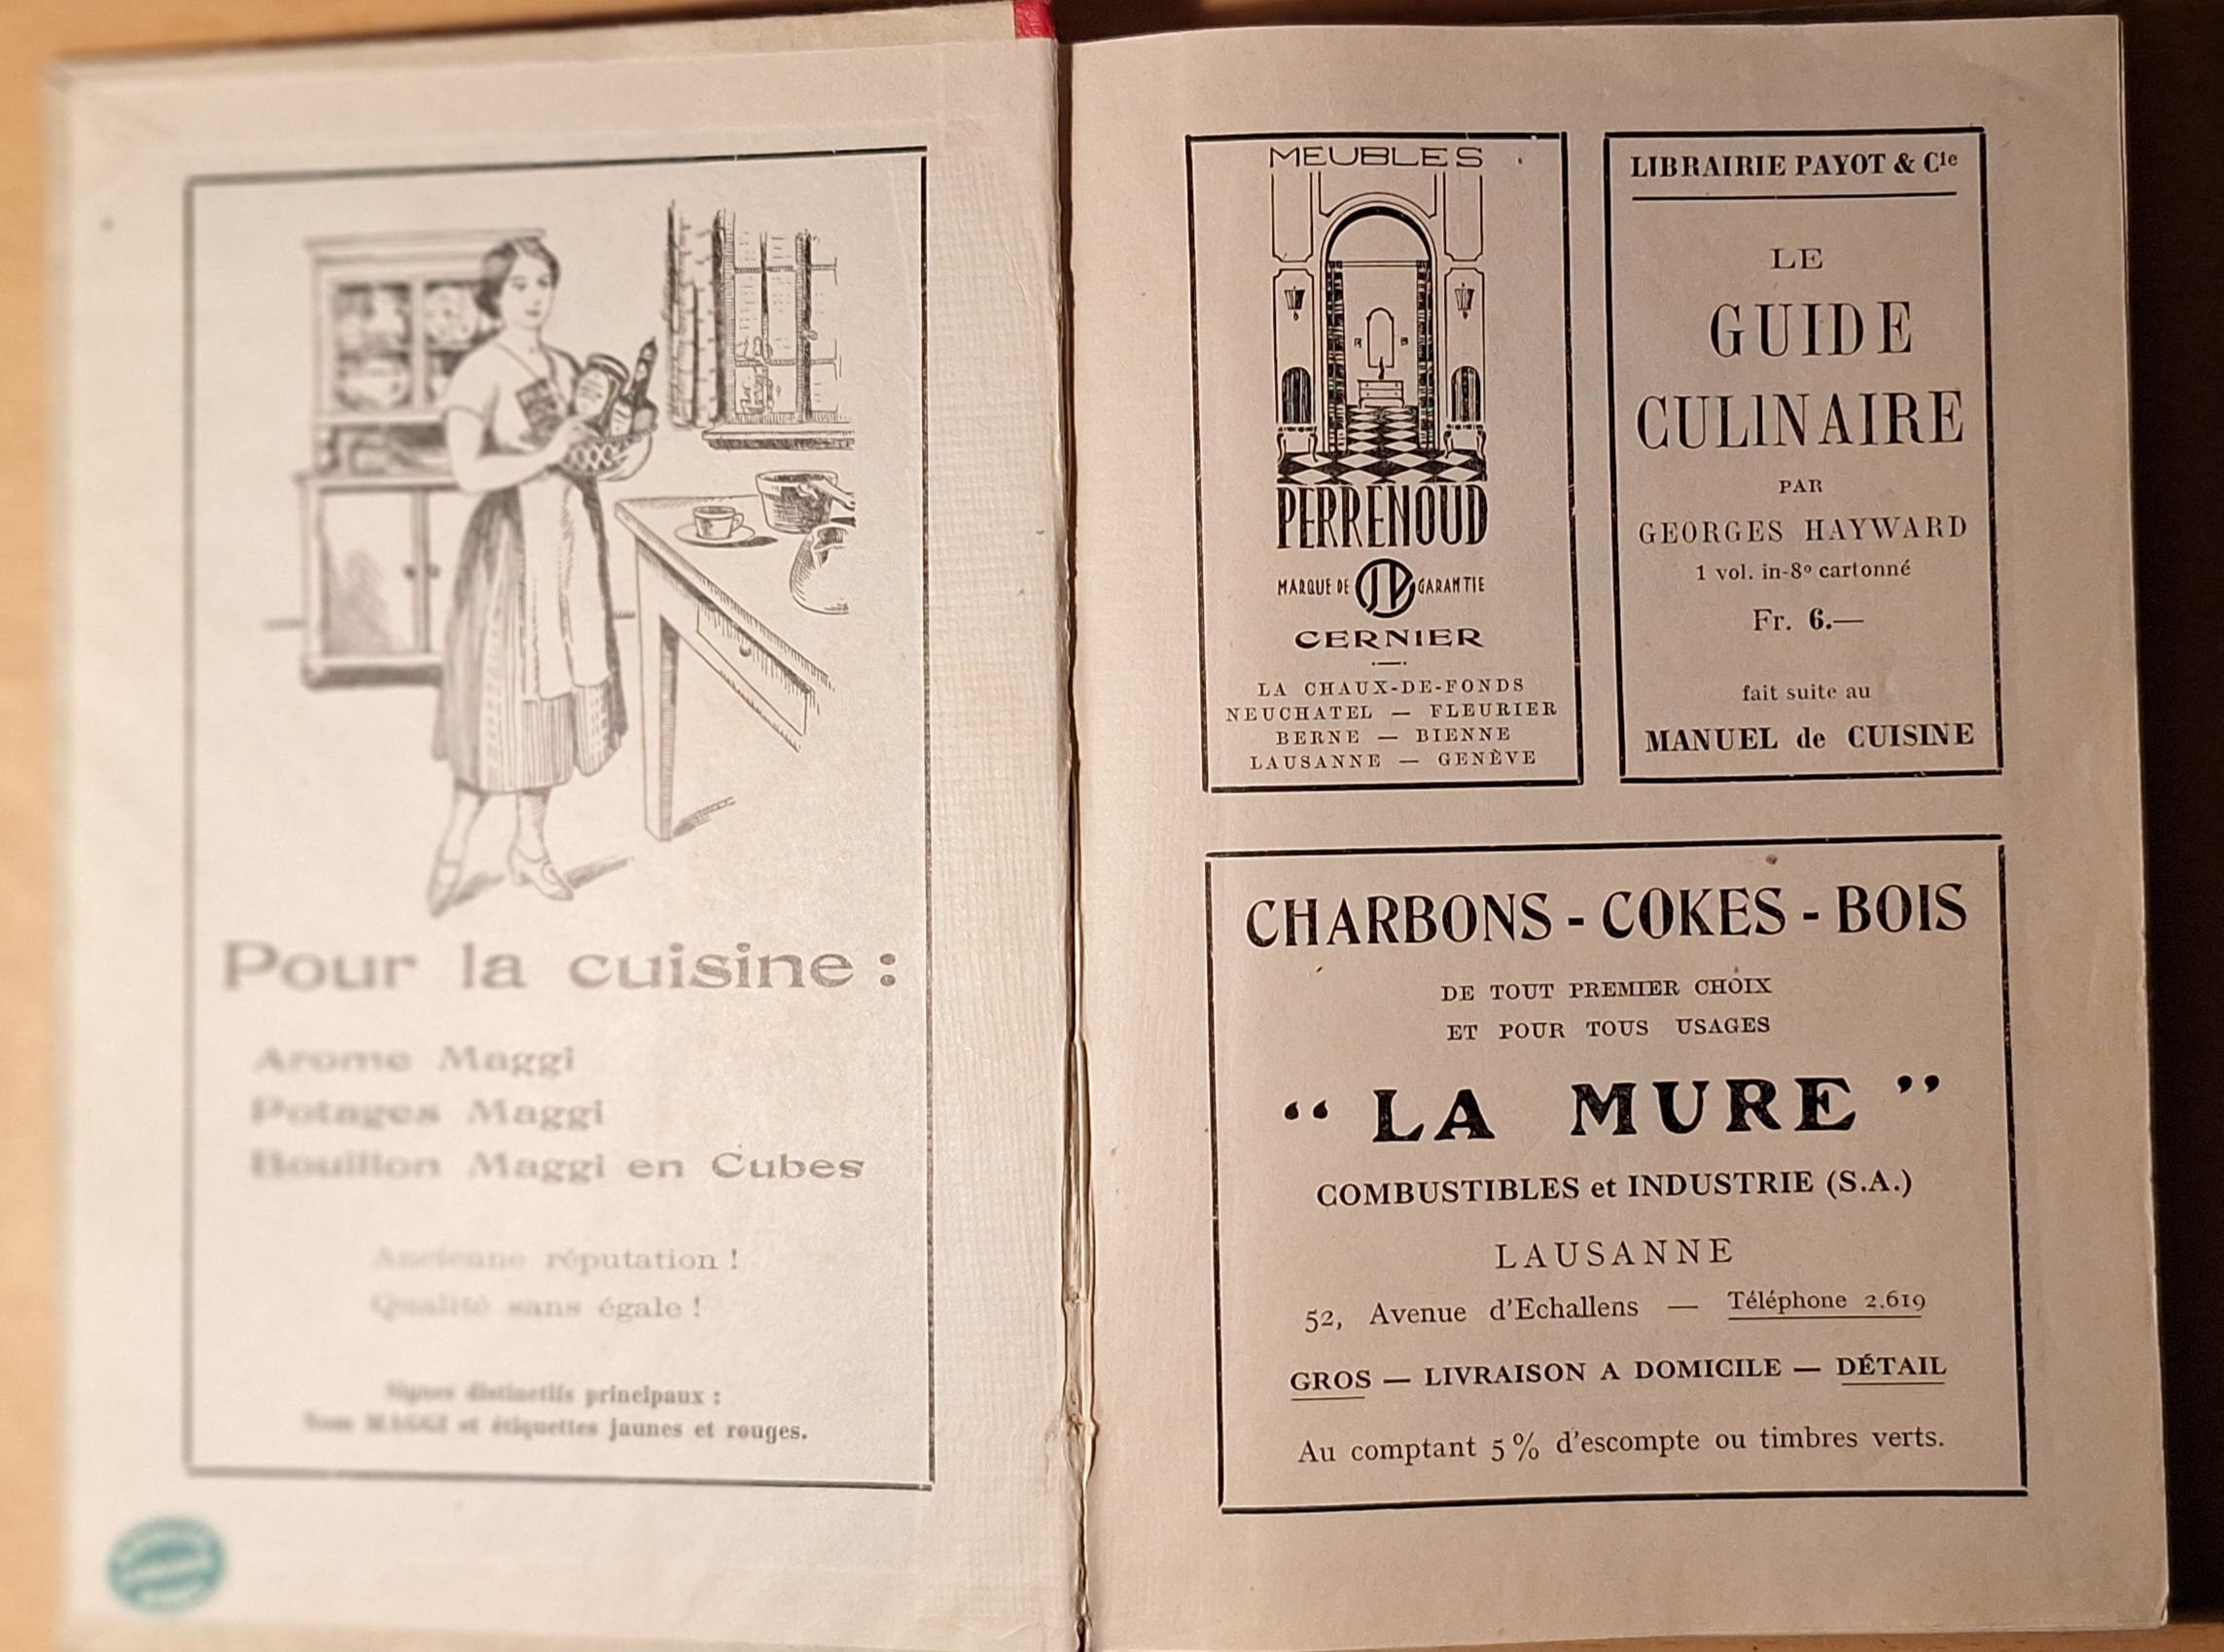 Pour la cuisine :
Arome Maggi
Potages Maggi
Bouillon Maggi en Cubes
Ancienne réputation !
Qualité sans égale !
Signes distinctifs principaux :
Nom MAGGI et étiquettes jaunes et rouges.
MEUBLES
PERRENOUD
MARQUE DE JP GARANTIE
CERNIER
LA CHAUX-DE-FONDS
NEUCHATEL — FLEURIER
BERNE — BIENNE
LAUSANNE — GENÈVE
LIBRAIRIE PAYOT & Cie
LE
GUIDE
CULINAIRE
PAR
GEORGES HAYWARD
1 vol. in-8° cartonné
Fr. 6.—
fait suite au
MANUEL de CUISINE
CHARBONS - COKES - BOIS
DE TOUT PREMIER CHOIX
ET POUR TOUS USAGES
“ LA MURE ”
COMBUSTIBLES et INDUSTRIE (S.A.)
LAUSANNE
52, Avenue d'Echallens — Téléphone 2.619
GROS — LIVRAISON A DOMICILE — DÉTAIL
Au comptant 5 % d'escompte ou timbres verts.